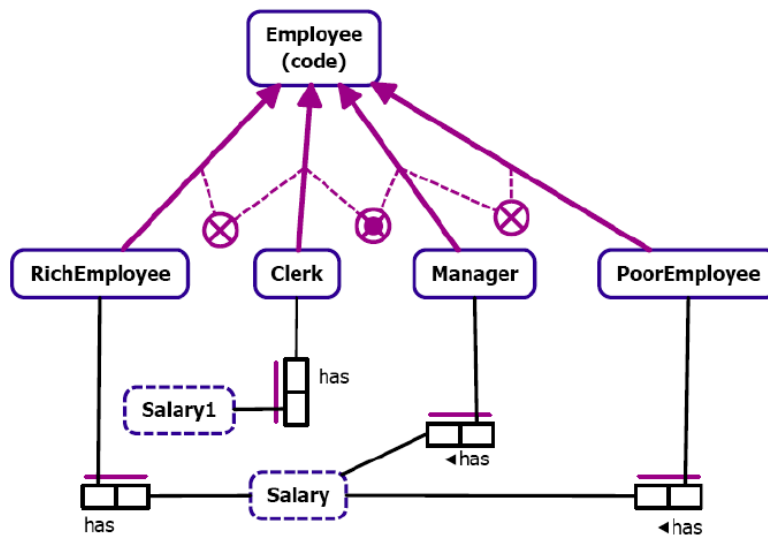 Employee
(code)
RichEmployee
Clerk
Manager
PoorEmployee
has
Salary1
◄has
Salary
has
◄has